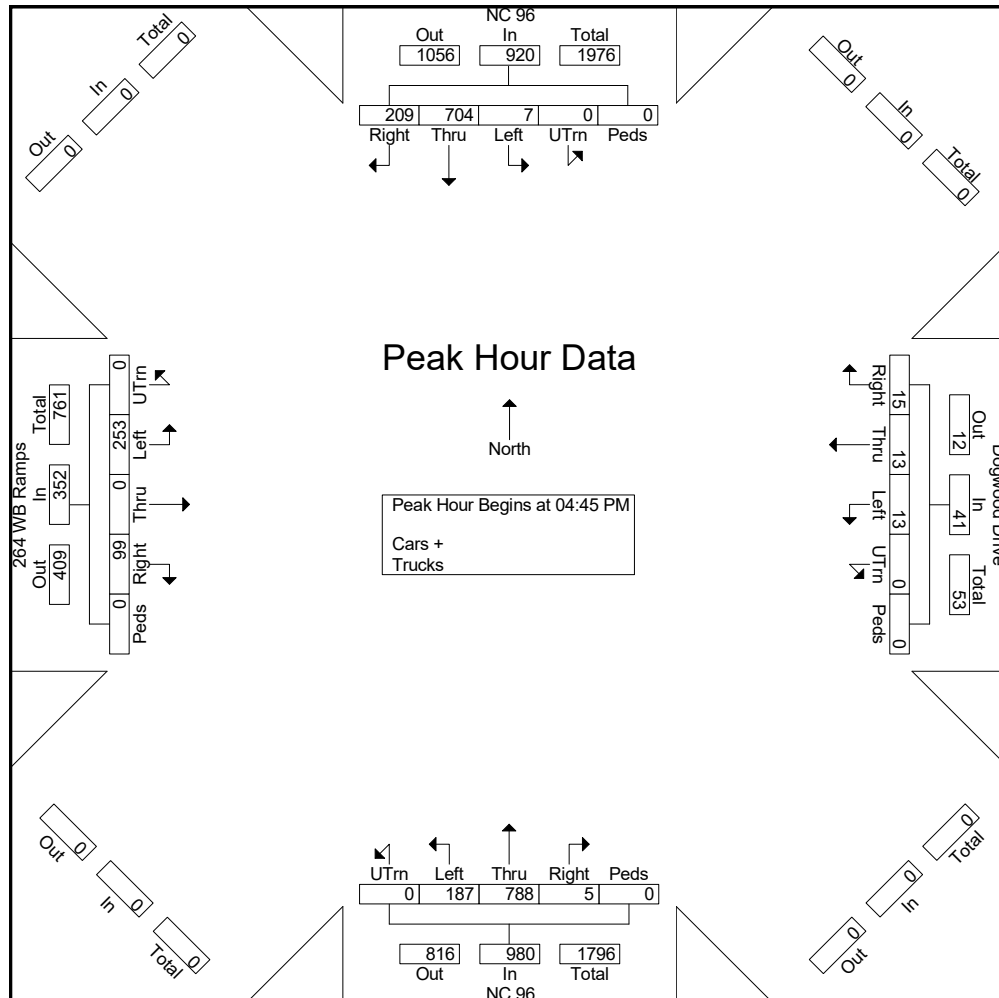 NC 96
Out In Total
1056 920 1976
209 704 7 0 0
Right Thru Left UTrn Peds
Total
0
In
0
Out
0
Out
0
In
0
Total
0
264 WB Ramps
Out In Total
409 352 761
0 99 0 253 0
Peds Right Thru Left UTrn
Peak Hour Data
North
Peak Hour Begins at 04:45 PM
Cars +
Trucks
Dogwood Drive
Out In Total
12 41 53
15 13 13 0 0
Right Thru Left UTrn Peds
Out
0
In
0
Total
0
Total
0
In
0
Out
0
UTrn Left Thru Right Peds
0 187 788 5 0
816 980 1796
Out In Total
NC 96